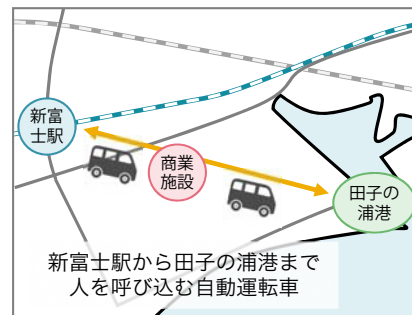 新富
士駅
商業
施設
田子の
浦港
新富士駅から田子の浦港まで
人を呼び込む自動運転車